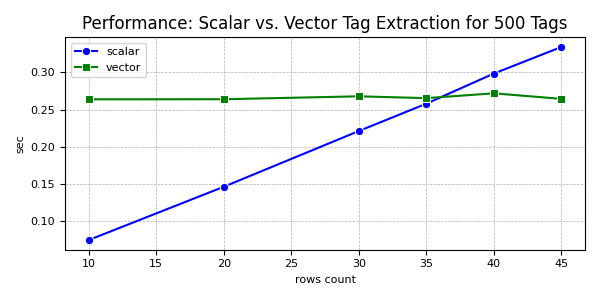 Performance: Scalar vs. Vector Tag Extraction for 500 Tags
scalar
vector
0.30
0.25
0.20
0.15
0.10
sec
10 15 20 25 30 35 40 45
rows count